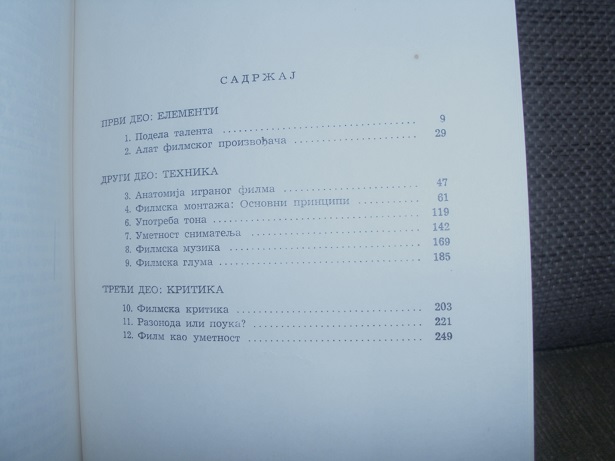 САДРЖАЈ
ПРВИ ДЕО: ЕЛЕМЕНТИ
1. Подела талента 9
2. Алат филмског произвођача 29
ДРУГИ ДЕО: ТЕХНИКА
3. Анатомија играног филма 47
4. Филмска монтажа: Основни принципи 61
6. Употреба тона 119
7. Уметност сниматеља 142
8. Филмска музика 169
9. Филмска глума 185
ТРЕЋИ ДЕО: КРИТИКА
10. Филмска критика 203
11. Разонода или поука? 221
12. Филм као уметност 249